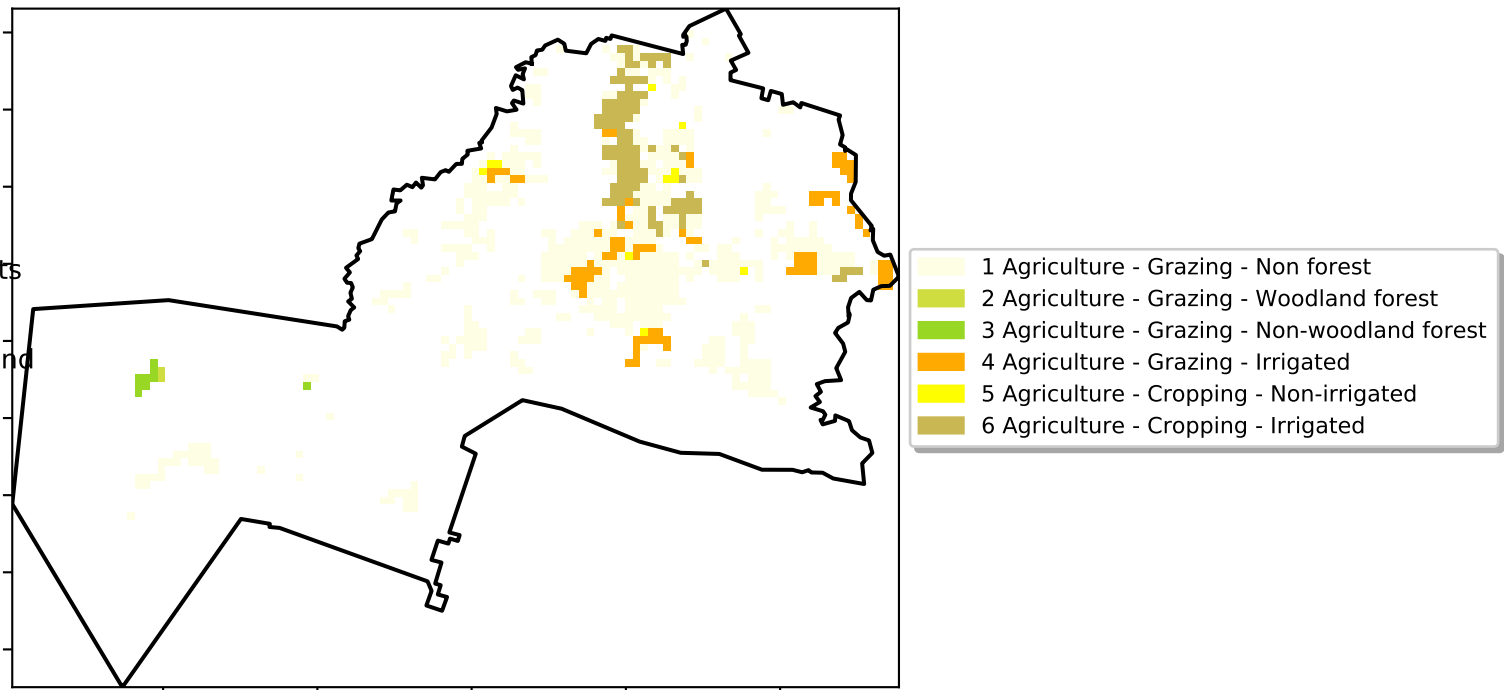 ts
nd
1 Agriculture - Grazing - Non forest
2 Agriculture - Grazing - Woodland forest
3 Agriculture - Grazing - Non-woodland forest
4 Agriculture - Grazing - Irrigated
5 Agriculture - Cropping - Non-irrigated
6 Agriculture - Cropping - Irrigated